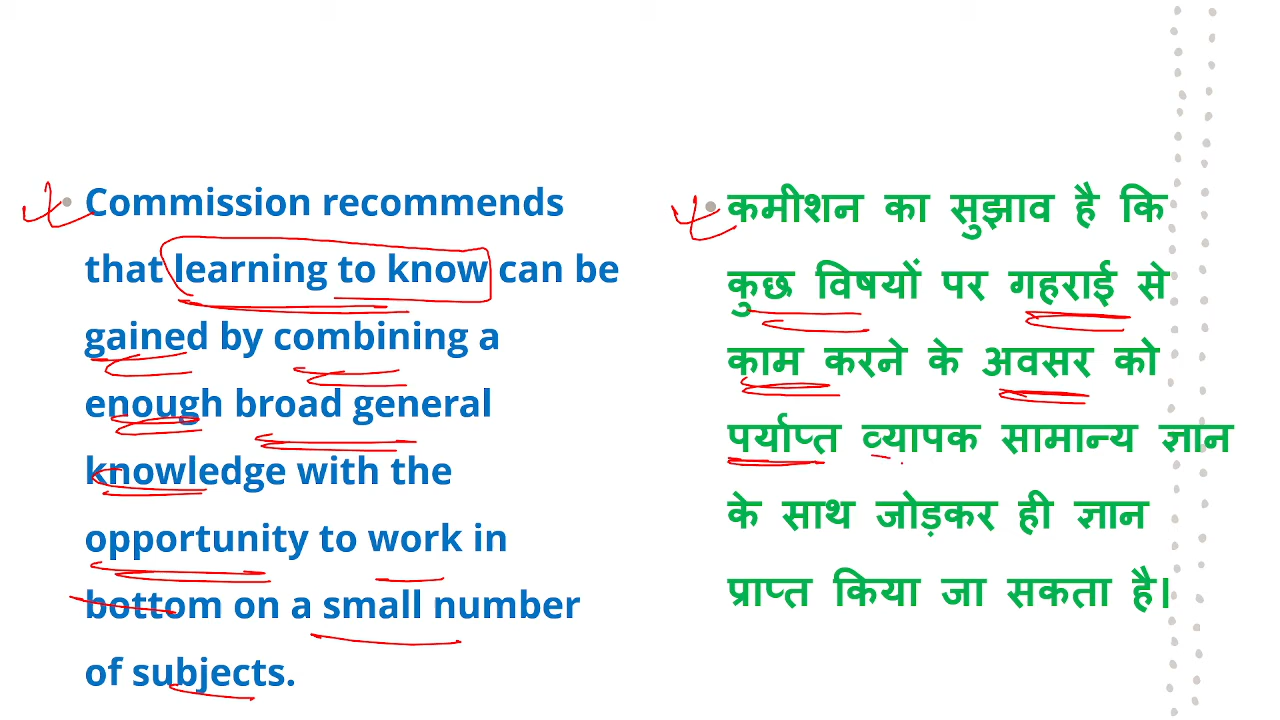 • Commission recommends
that learning to know can be
gained by combining a
enough broad general
knowledge with the
opportunity to work in
bottom on a small number
of subjects.
• कमीशन का सुझाव है कि
कुछ विषयों पर गहराई से
काम करने के अवसर को
पर्याप्त व्यापक सामान्य ज्ञान
के साथ जोड़कर ही ज्ञान
प्राप्त किया जा सकता है।